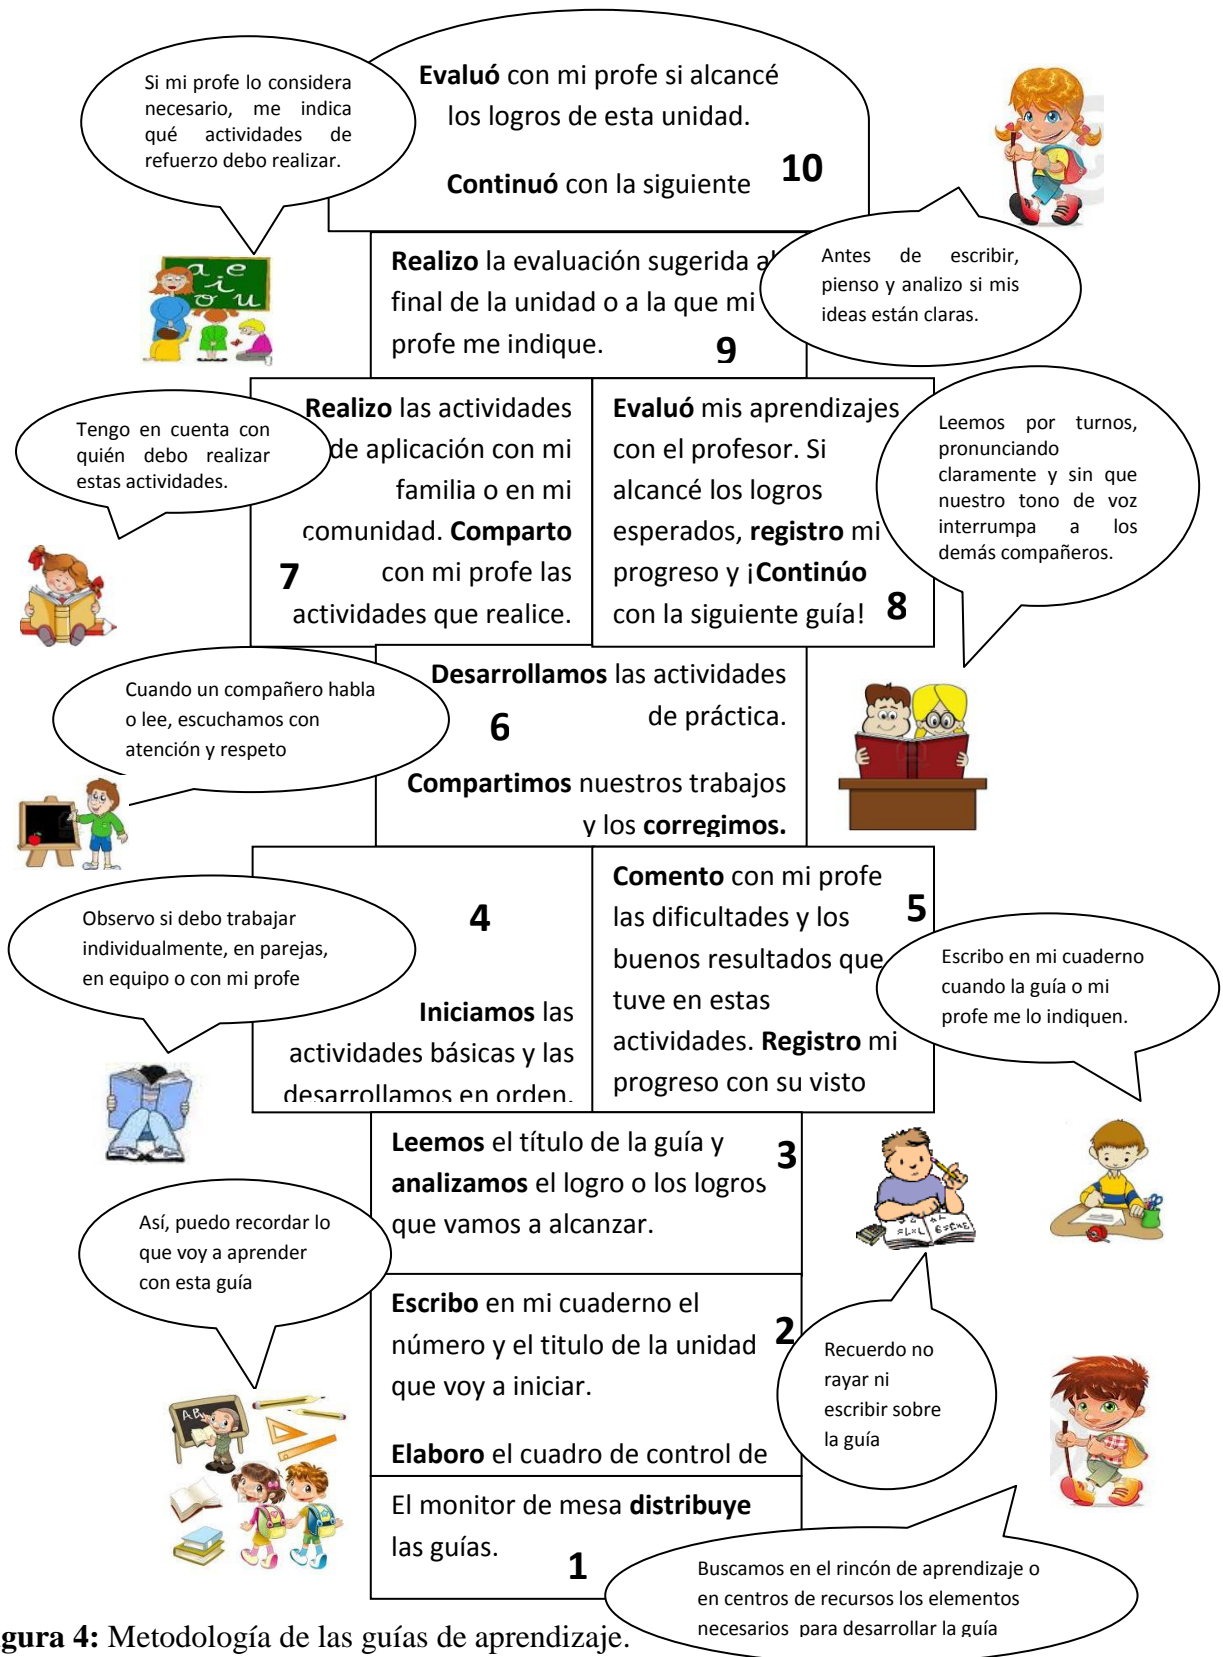 Evaluó con mi profe si alcancé
los logros de esta unidad.
Continuó con la siguiente
10
Si mi profe lo considera
necesario, me indica
qué actividades de
refuerzo debo realizar.
Realizo la evaluación sugerida al
final de la unidad o a la que mi
profe me indique.
9
Antes de escribir,
pienso y analizo si mis
ideas están claras.
a e
i
o u
Realizo las actividades
de aplicación con mi
familia o en mi
comunidad. Comparto
con mi profe las
actividades que realice.
7
Tengo en cuenta con
quién debo realizar
estas actividades.
Evaluó mis aprendizajes
con el profesor. Si
alcancé los logros
esperados, registro mi
progreso y ¡Continúo
con la siguiente guía!
8
Leemos por turnos,
pronunciando
claramente y sin que
nuestro tono de voz
interrumpa a los
demás compañeros.
Desarrollamos las actividades
de práctica.
6
Compartimos nuestros trabajos
y los corregimos.
Cuando un compañero habla
o lee, escuchamos con
atención y respeto
4
Iniciamos las
actividades básicas y las
desarrollamos en orden.
Observo si debo trabajar
individualmente, en parejas,
en equipo o con mi profe
Comento con mi profe
las dificultades y los
buenos resultados que
tuve en estas
actividades. Registro mi
progreso con su visto
5
Escribo en mi cuaderno
cuando la guía o mi
profe me lo indiquen.
Leemos el título de la guía y
analizamos el logro o los logros
que vamos a alcanzar.
3
Así, puedo recordar lo
que voy a aprender
con esta guía
Escribo en mi cuaderno el
número y el titulo de la unidad
que voy a iniciar.
2
Elaboro el cuadro de control de
Recuerdo no
rayar ni
escribir sobre
la guía
AB
El monitor de mesa distribuye
las guías.
1
Buscamos en el rincón de aprendizaje o
en centros de recursos los elementos
necesarios para desarrollar la guía
gura 4: Metodología de las guías de aprendizaje.